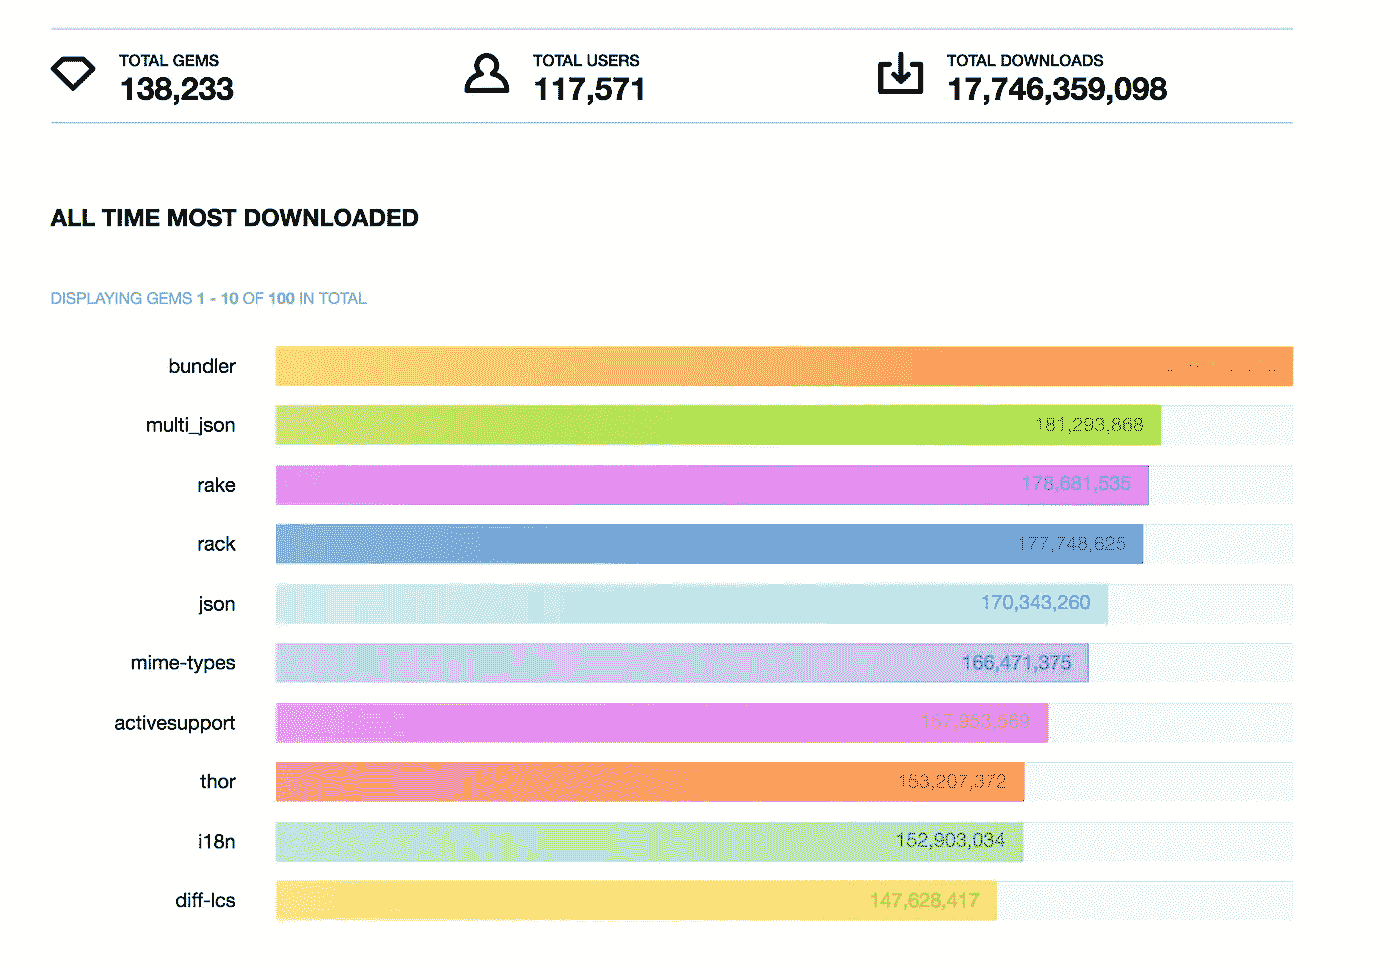 TOTAL GEMS
138,233
TOTAL USERS
117,571
TOTAL DOWNLOADS
17,746,359,098
ALL TIME MOST DOWNLOADED
DISPLAYING GEMS 1 - 10 OF 100 IN TOTAL
bundler
multi_json 181,293,868
rake 178,681,535
rack 177,748,625
json 170,343,260
mime-types 166,471,375
activesupport 157,953,569
thor 153,207,372
i18n 152,903,034
diff-lcs 147,628,417